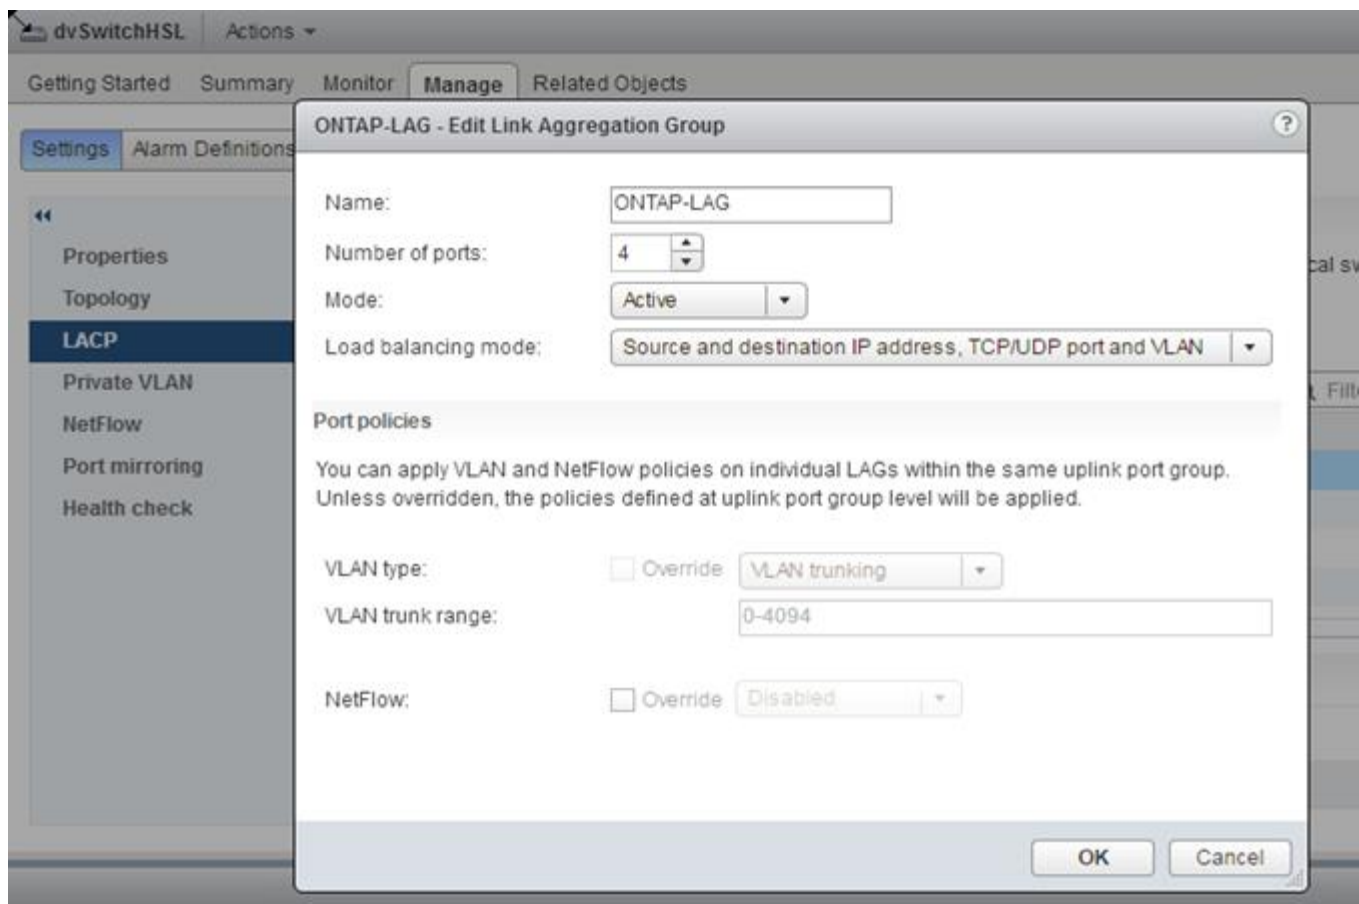 dvSwitchHSL Actions
Getting Started Summary Monitor Manage Related Objects
ONTAP-LAG - Edit Link Aggregation Group ?
Settings Alarm Definitions
Name: ONTAP-LAG
Number of ports: 4
Properties
Topology
LACP
Private VLAN
NetFlow
Port mirroring
Health check
Mode: Active
Load balancing mode: Source and destination IP address, TCP/UDP port and VLAN
Port policies
You can apply VLAN and NetFlow policies on individual LAGs within the same uplink port group.
Unless overridden, the policies defined at uplink port group level will be applied.
VLAN type: Override VLAN trunking
VLAN trunk range: 0-4094
NetFlow: Override Disabled
OK Cancel